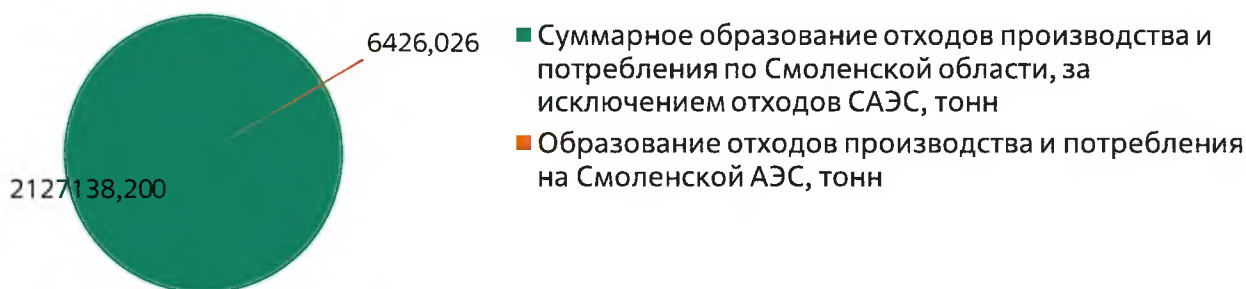 6426,026
2127138,200
Суммарное образование отходов производства и
потребления по Смоленской области, за
исключением отходов САЭС, тонн
Образование отходов производства и потребления
на Смоленской АЭС, тонн